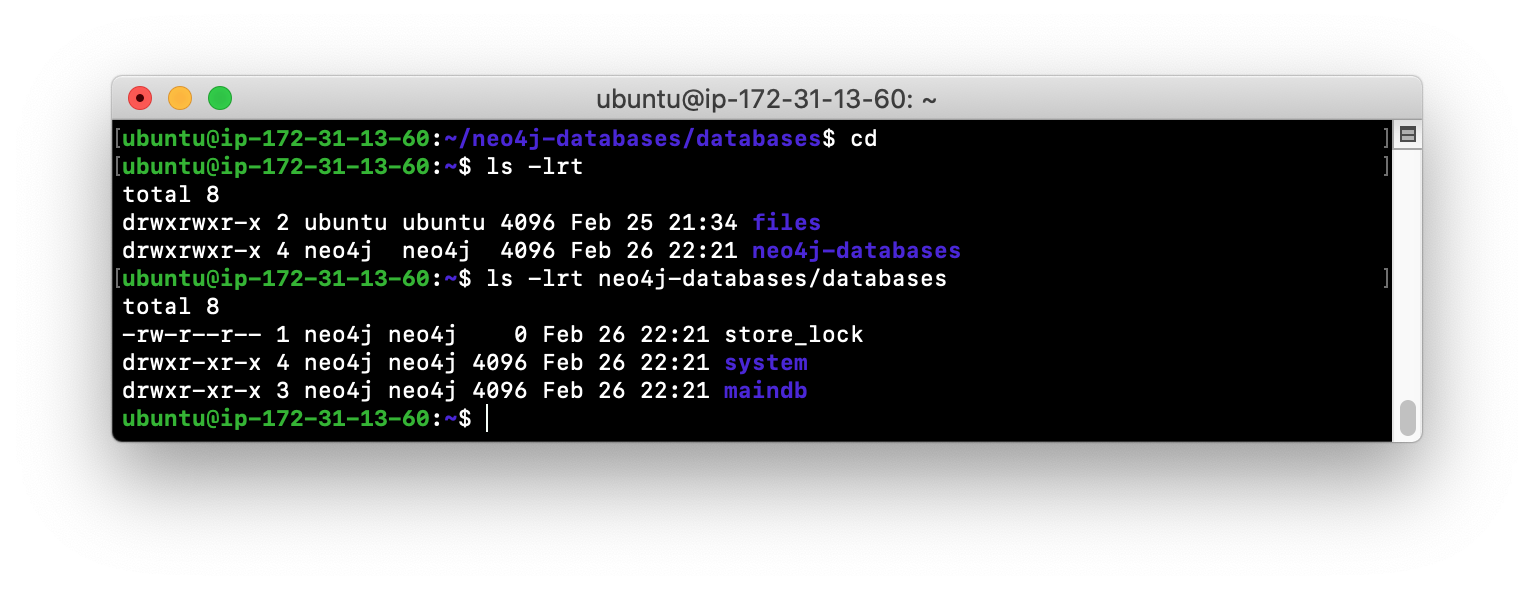 ubuntu@ip-172-31-13-60: ~
[ubuntu@ip-172-31-13-60:~/neo4j-databases/databases$ cd ]
[ubuntu@ip-172-31-13-60:~$ ls -lrt ]
total 8
drwxrwxr-x 2 ubuntu ubuntu 4096 Feb 25 21:34 files
drwxrwxr-x 4 neo4j  neo4j  4096 Feb 26 22:21 neo4j-databases
[ubuntu@ip-172-31-13-60:~$ ls -lrt neo4j-databases/databases ]
total 8
-rw-r--r-- 1 neo4j neo4j    0 Feb 26 22:21 store_lock
drwxr-xr-x 4 neo4j neo4j 4096 Feb 26 22:21 system
drwxr-xr-x 3 neo4j neo4j 4096 Feb 26 22:21 maindb
ubuntu@ip-172-31-13-60:~$